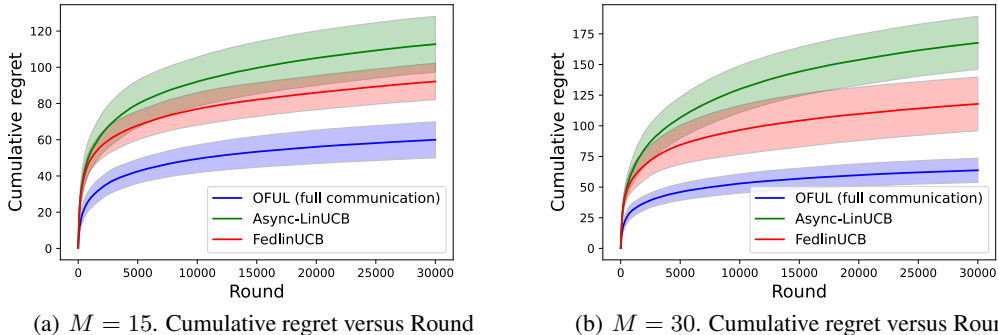 Cumulative regret
120
100
80
60
40
20
0
OFUL (full communication)
Async-LinUCB
FedlinUCB
0 5000 10000 15000 20000 25000 30000
Round
(a) M = 15. Cumulative regret versus Round
Cumulative regret
175
150
125
100
75
50
25
0
OFUL (full communication)
Async-LinUCB
FedlinUCB
0 5000 10000 15000 20000 25000 30000
Round
(b) M = 30. Cumulative regret versus Rour